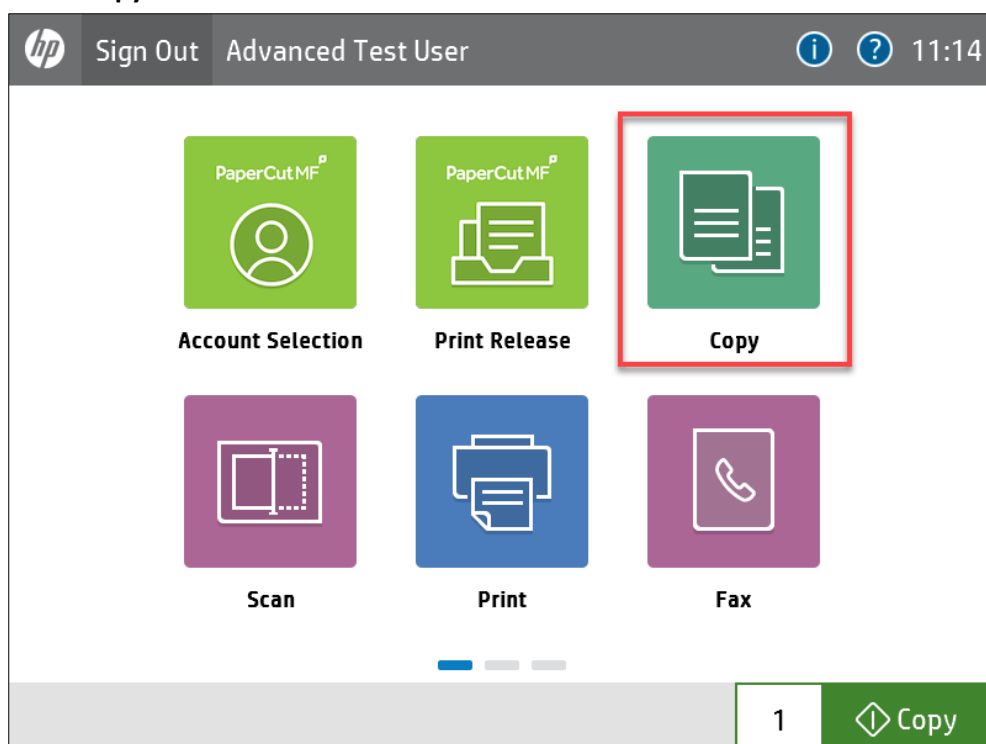 hp Sign Out Advanced Test User i ? 11:14
PaperCut MF PaperCut MF
Account Selection Print Release Copy
Scan Print Fax
1 Copy